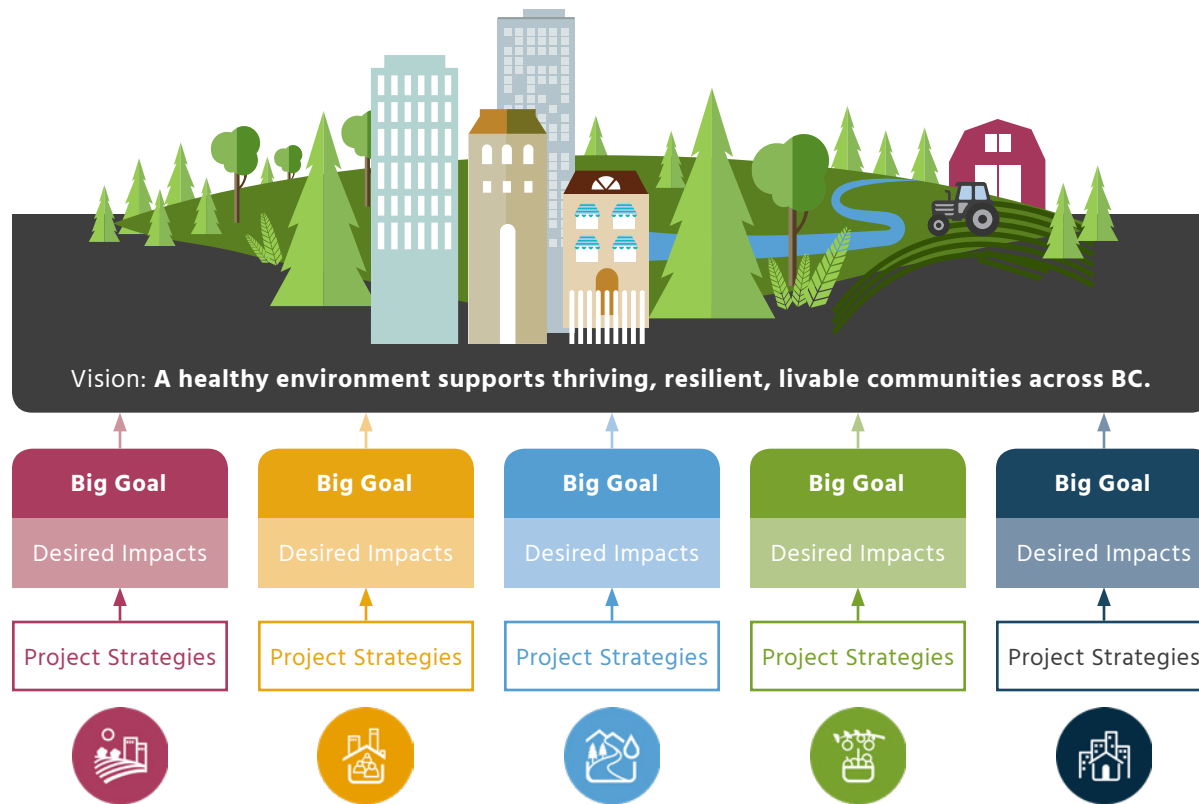 Vision: A healthy environment supports thriving, resilient, livable communities across BC.
Big Goal
Big Goal
Big Goal
Big Goal
Big Goal
Desired Impacts
Desired Impacts
Desired Impacts
Desired Impacts
Desired Impacts
Project Strategies
Project Strategies
Project Strategies
Project Strategies
Project Strategies